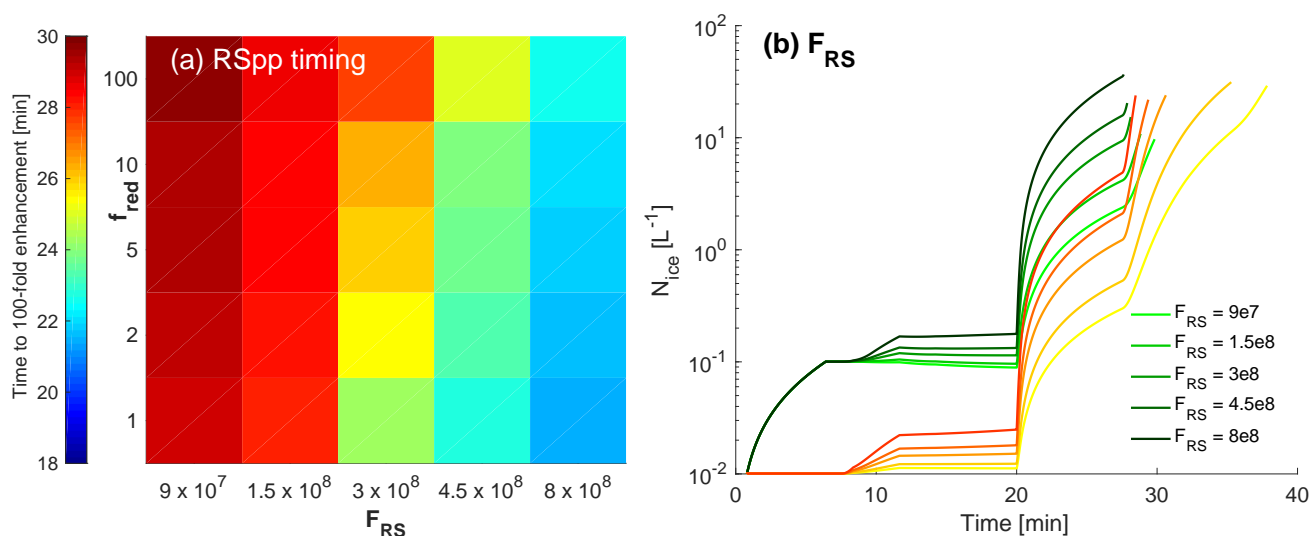 (a) RSpp timing
Time to 100-fold enhancement [min]
30
28
26
24
22
20
18
f_red
100
10
5
2
1
9 x 10^7
1.5 x 10^8
3 x 10^8
4.5 x 10^8
8 x 10^8
F_RS
(b) F_RS
N_ice [L^-1]
10^2
10^1
10^0
10^-1
10^-2
0
10
20
30
40
Time [min]
F_RS = 9e7
F_RS = 1.5e8
F_RS = 3e8
F_RS = 4.5e8
F_RS = 8e8